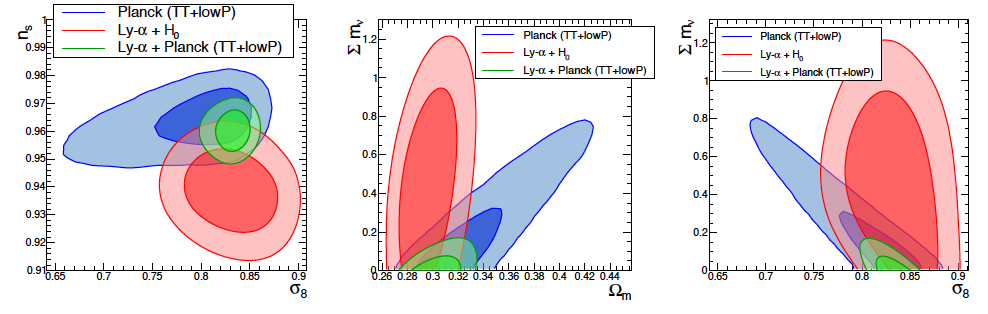 n_s
1
0.99
0.98
0.97
0.96
0.95
0.94
0.93
0.92
0.91
Planck (TT+lowP)
Ly-α + H₀
Ly-α + Planck (TT+lowP)
0.65 0.7 0.75 0.8 0.85 0.9
σ₈
Σ m_ν
1.2
1
0.8
0.6
0.4
0.2
0
Planck (TT+lowP)
Ly-α + H₀
Ly-α + Planck (TT+lowP)
0.26 0.28 0.3 0.32 0.34 0.36 0.38 0.4 0.42 0.44
Ω_m
Σ m_ν
1.2
1
0.8
0.6
0.4
0.2
0
Planck (TT+lowP)
Ly-α + H₀
Ly-α + Planck (TT+lowP)
0.65 0.7 0.75 0.8 0.85 0.9
σ₈